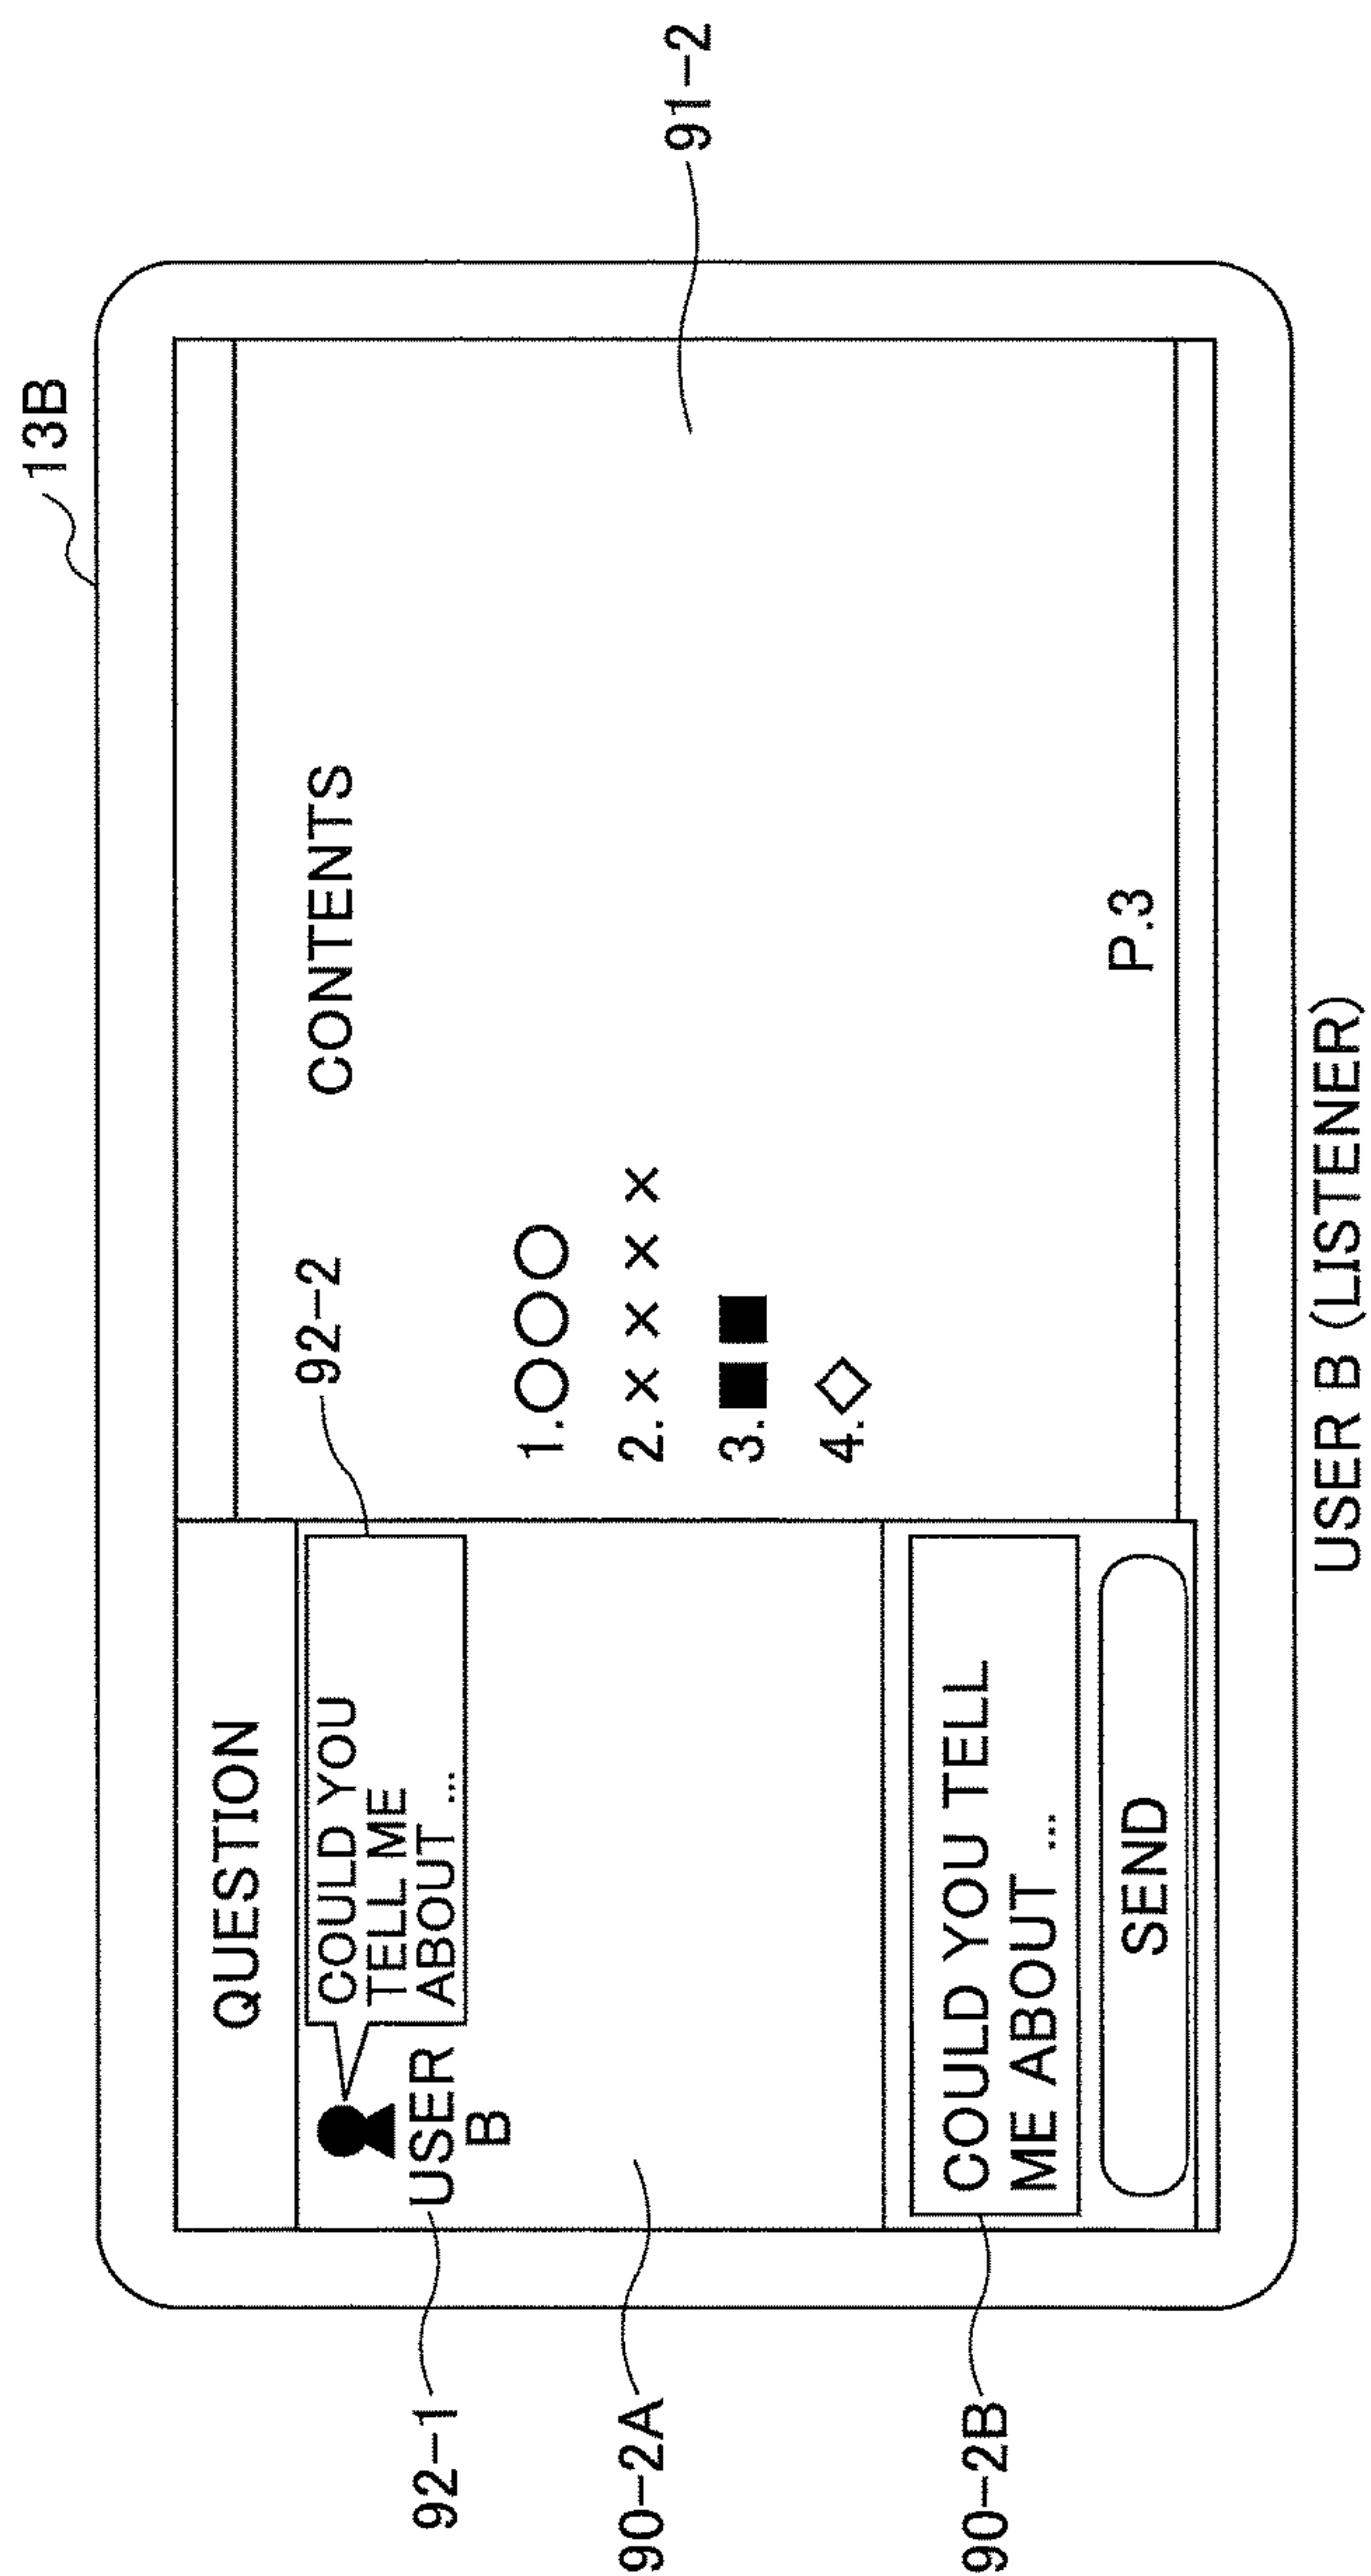 13B
QUESTION
COULD YOU
TELL ME
ABOUT ...
USER
B
92-1
92-2
90-2A
COULD YOU TELL
ME ABOUT ...
90-2B
SEND
CONTENTS
1.○○○
2.××××
3.■■
4.◇
P.3
91-2
USER B (LISTENER)